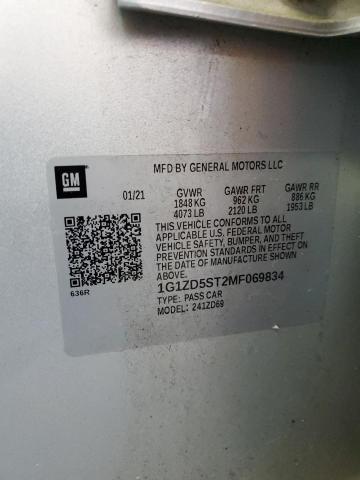 GM
MFD BY GENERAL MOTORS LLC
01/21 GVWR GAWR FRT GAWR RR
1848 KG 962 KG 886 KG
4073 LB 2120 LB 1953 LB
THIS VEHICLE CONFORMS TO ALL
APPLICABLE U.S. FEDERAL MOTOR
VEHICLE SAFETY, BUMPER, AND THEFT
PREVENTION STANDARDS IN EFFECT ON
THE DATE OF MANUFACTURE SHOWN
ABOVE.
636R
1G1ZD5ST2MF069834
TYPE: PASS CAR
MODEL: 241ZD69